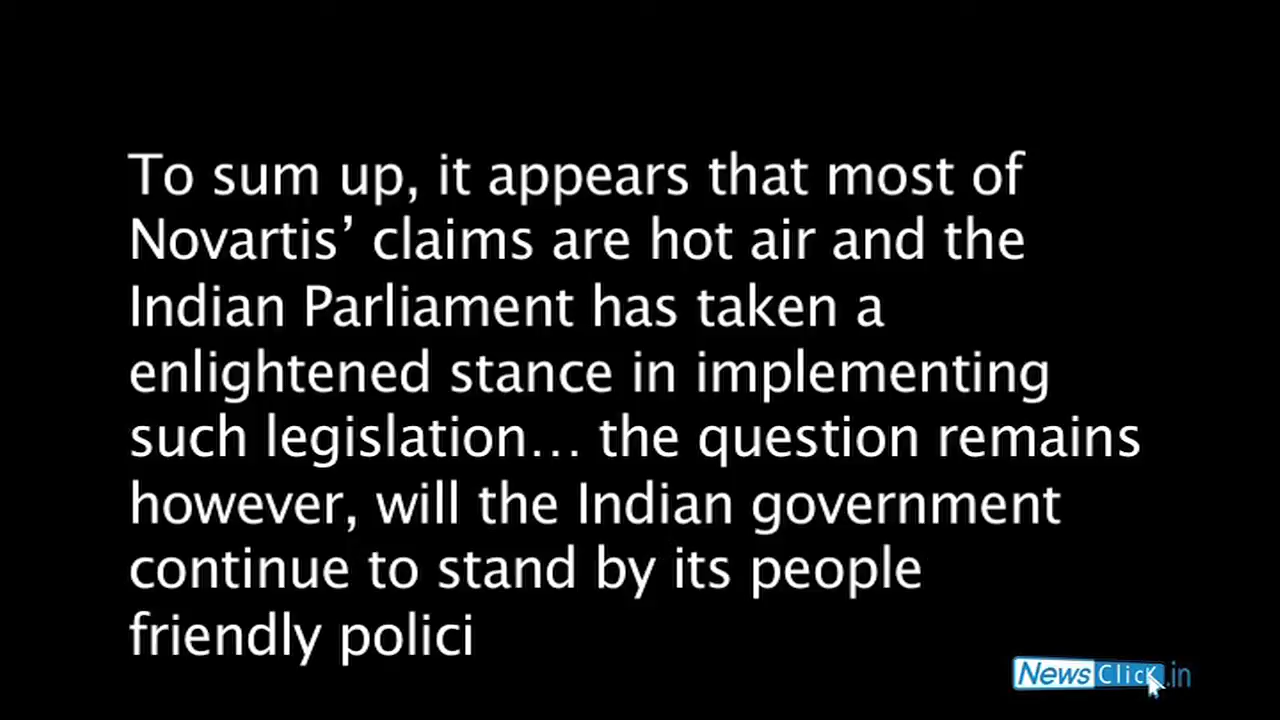 To sum up, it appears that most of
Novartis’ claims are hot air and the
Indian Parliament has taken a
enlightened stance in implementing
such legislation… the question remains
however, will the Indian government
continue to stand by its people
friendly polici
NewsClick.in